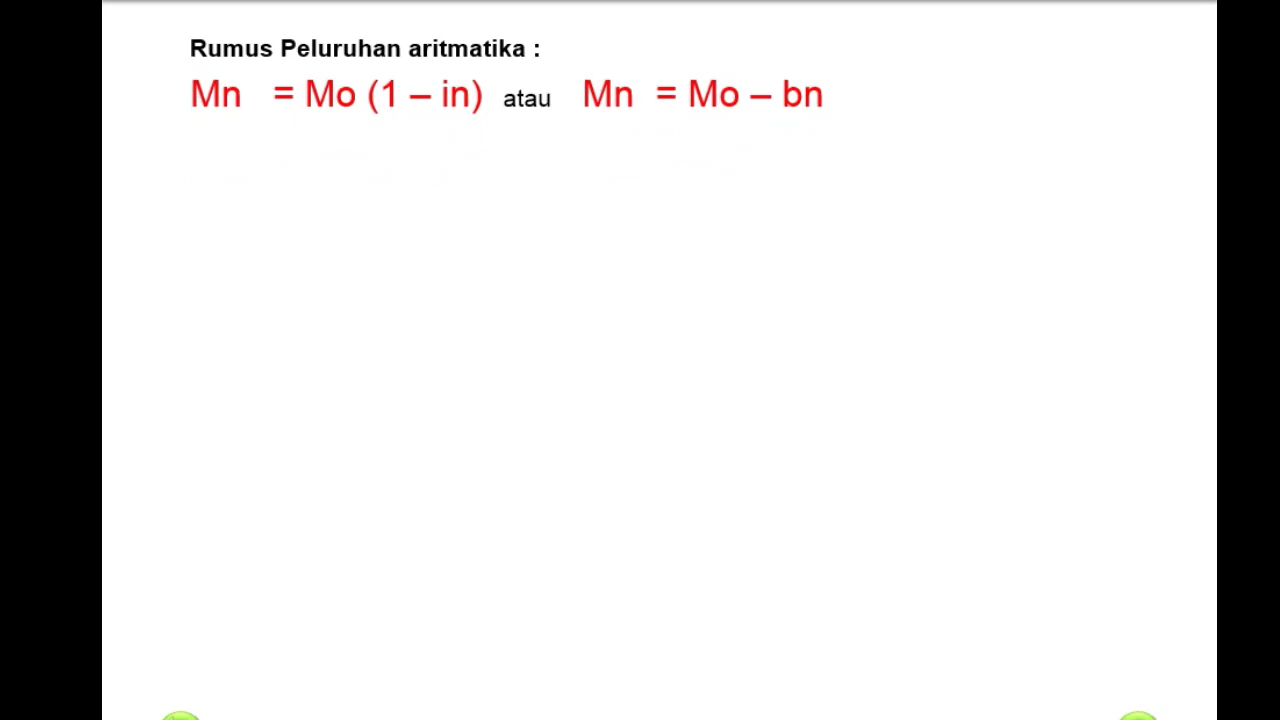 Rumus Peluruhan aritmatika :
Mn = Mo (1 – in) atau Mn = Mo – bn